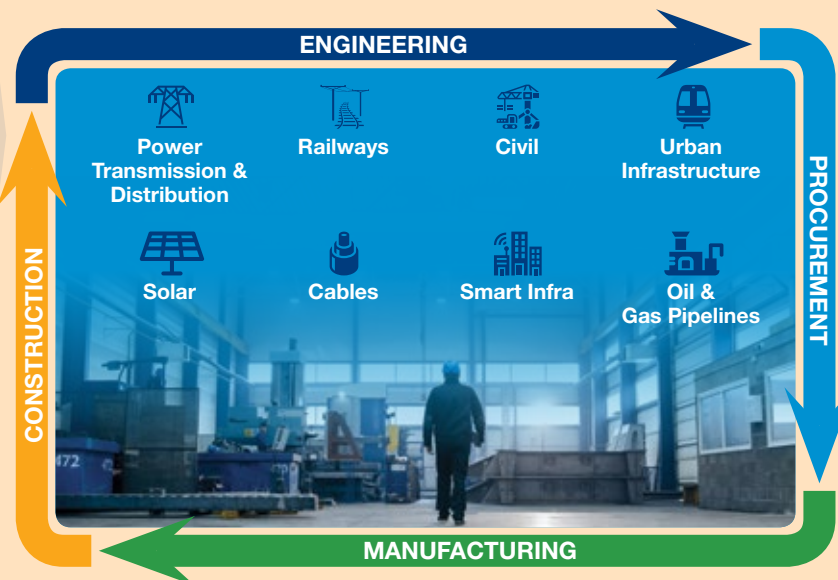 ENGINEERING
Power
Transmission &
Distribution
Railways
Civil
Urban
Infrastructure
PROCUREMENT
Solar
Cables
Smart Infra
Oil &
Gas Pipelines
CONSTRUCTION
472
472
MANUFACTURING